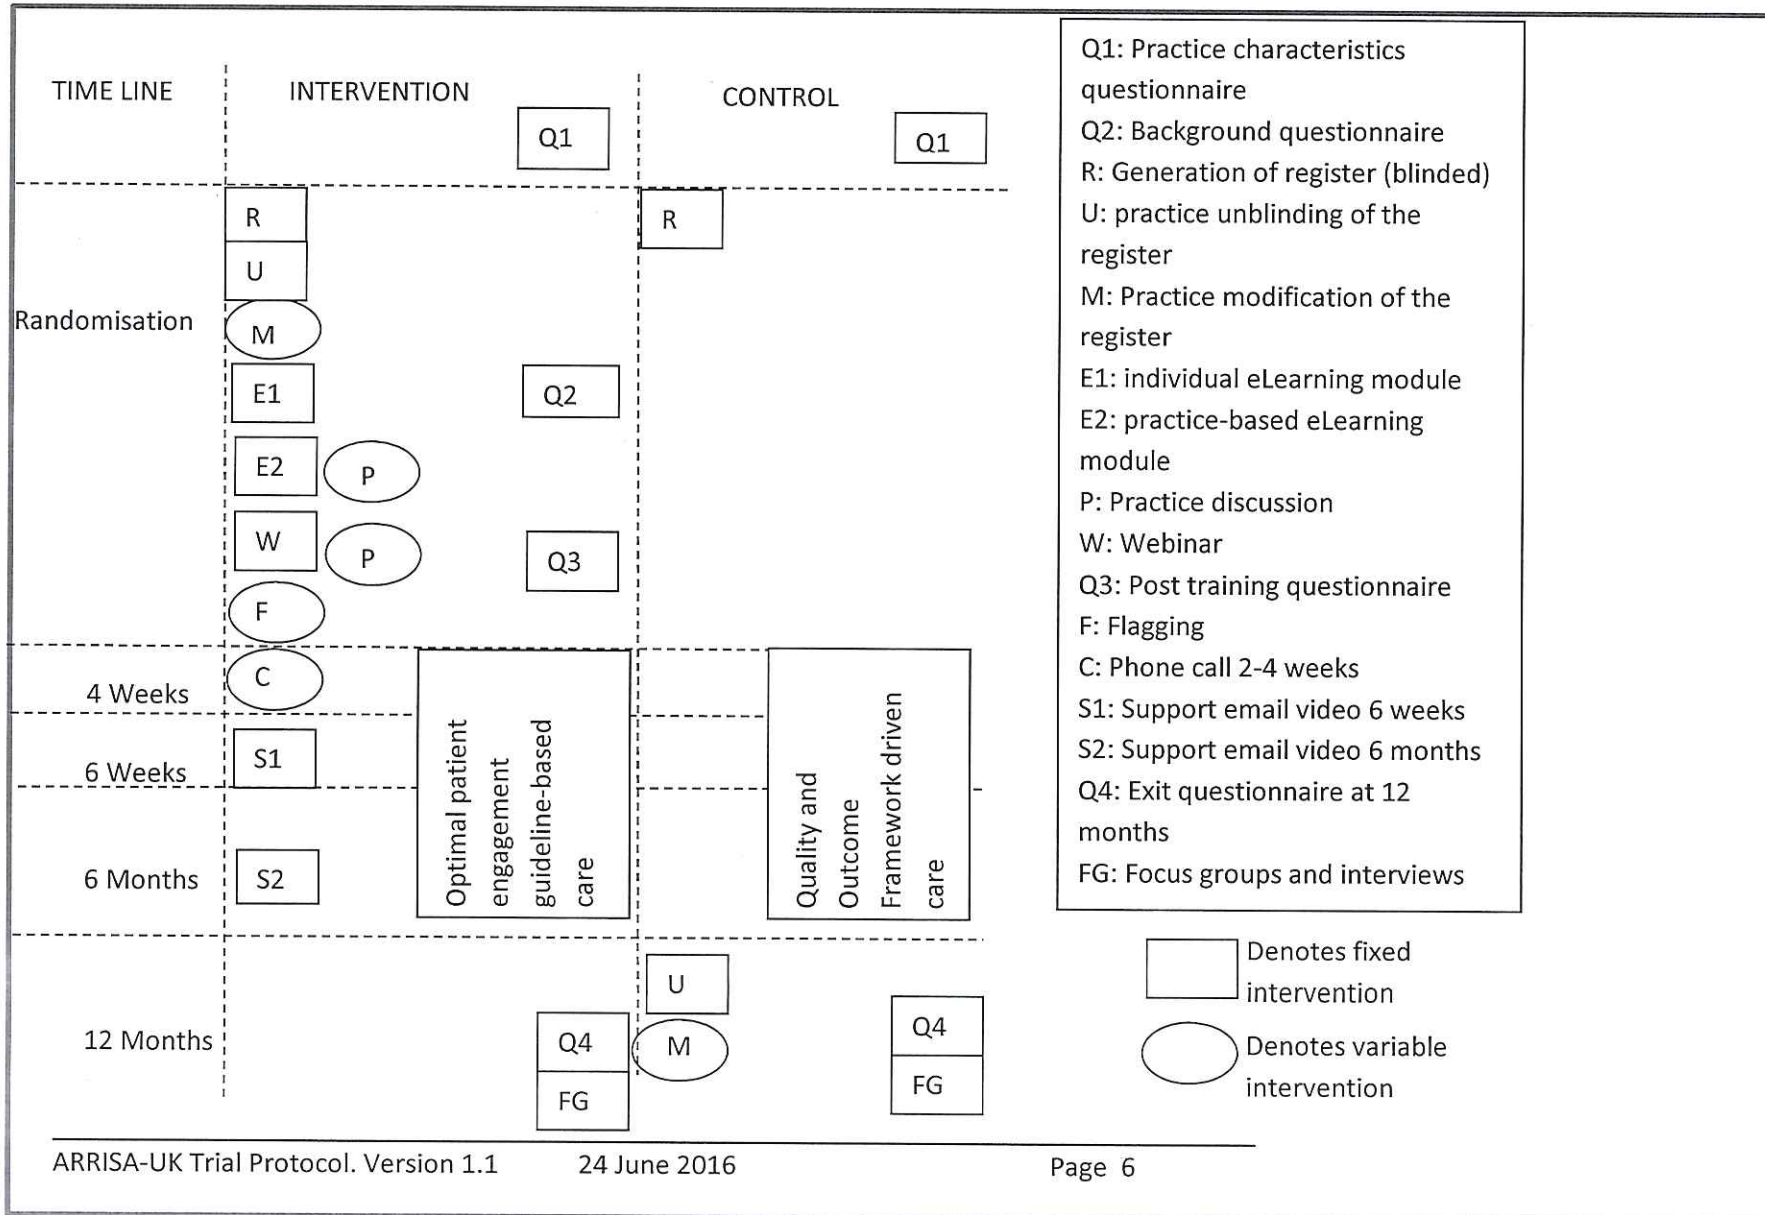 TIME LINE
INTERVENTION
CONTROL
Q1
Q1
R
R
U
Randomisation
M
E1
Q2
E2
P
W
P
Q3
F
4 Weeks
C
6 Weeks
S1
6 Months
S2
Optimal patient
engagement
guideline-based
care
Quality and
Outcome
Framework driven
care
12 Months
U
Q4
M
Q4
FG
FG
Q1: Practice characteristics
questionnaire
Q2: Background questionnaire
R: Generation of register (blinded)
U: practice unblinding of the
register
M: Practice modification of the
register
E1: individual eLearning module
E2: practice-based eLearning
module
P: Practice discussion
W: Webinar
Q3: Post training questionnaire
F: Flagging
C: Phone call 2-4 weeks
S1: Support email video 6 weeks
S2: Support email video 6 months
Q4: Exit questionnaire at 12
months
FG: Focus groups and interviews
Denotes fixed
intervention
Denotes variable
intervention
ARRISA-UK Trial Protocol. Version 1.1 24 June 2016 Page 6